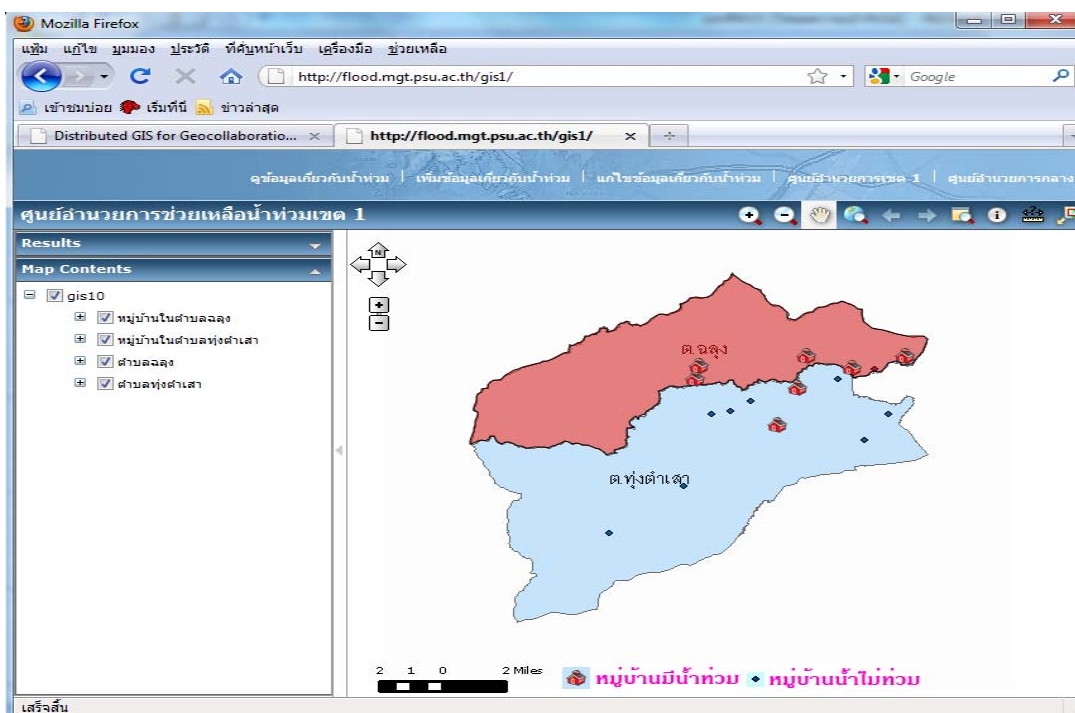 Mozilla Firefox
แฟ้ม แก้ไข มุมมอง ประวัติ ที่คั่นหน้าเว็บ เครื่องมือ ช่วยเหลือ
http://flood.mgt.psu.ac.th/gis1/
Google
เข้าชมบ่อย เริ่มที่นี่ ข่าวล่าสุด
Distributed GIS for Geocollaboratio... http://flood.mgt.psu.ac.th/gis1/
ดูข้อมูลเกี่ยวกับน้ำท่วม | เพิ่มข้อมูลเกี่ยวกับน้ำท่วม | แก้ไขข้อมูลเกี่ยวกับน้ำท่วม | ศูนย์อำนวยการเขต 1 | ศูนย์อำนวยการกลาง
ศูนย์อำนวยการช่วยเหลือน้ำท่วมเขต 1
Results
Map Contents
gis10
หมู่บ้านในตำบลฉลุง
หมู่บ้านในตำบลทุ่งตำเสา
ตำบลฉลุง
ตำบลทุ่งตำเสา
N
ต.ฉลุง
ต.ทุ่งตำเสา
2 1 0 2 Miles
หมู่บ้านมีน้ำท่วม หมู่บ้านน้ำไม่ท่วม
เสร็จสิ้น